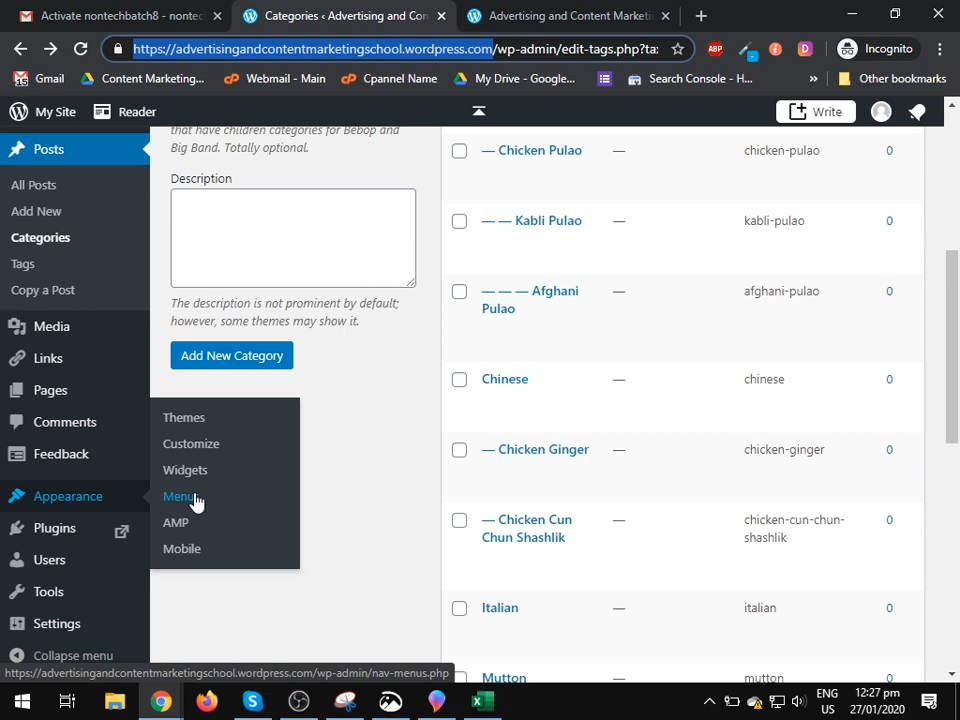 Activate nontechbatch8 - nontec
Categories ‹ Advertising and Con
Advertising and Content Marketi
https://advertisingandcontentmarketingschool.wordpress.com/wp-admin/edit-tags.php?ta:
ABP
Incognito
Gmail
Content Marketing...
Webmail - Main
Cpannel Name
My Drive - Google...
Search Console - H...
»
Other bookmarks
My Site
Reader
Write
Posts
All Posts
Add New
Categories
Tags
Copy a Post
Media
Links
Pages
Comments
Feedback
Appearance
Plugins
Users
Tools
Settings
Collapse menu
Themes
Customize
Widgets
Menu
AMP
Mobile
that have children categories for Bebop and
Big Band. Totally optional.
Description
The description is not prominent by default;
however, some themes may show it.
Add New Category
— Chicken Pulao — chicken-pulao 0
— — Kabli Pulao — kabli-pulao 0
— — — Afghani — afghani-pulao 0
Pulao
Chinese — chinese 0
— Chicken Ginger — chicken-ginger 0
— Chicken Cun — chicken-cun-chun- 0
Chun Shashlik shashlik
Italian — italian 0
Mutton — mutton 0
https://advertisingandcontentmarketingschool.wordpress.com/wp-admin/nav-menus.php
ENG
US
12:27 pm
27/01/2020